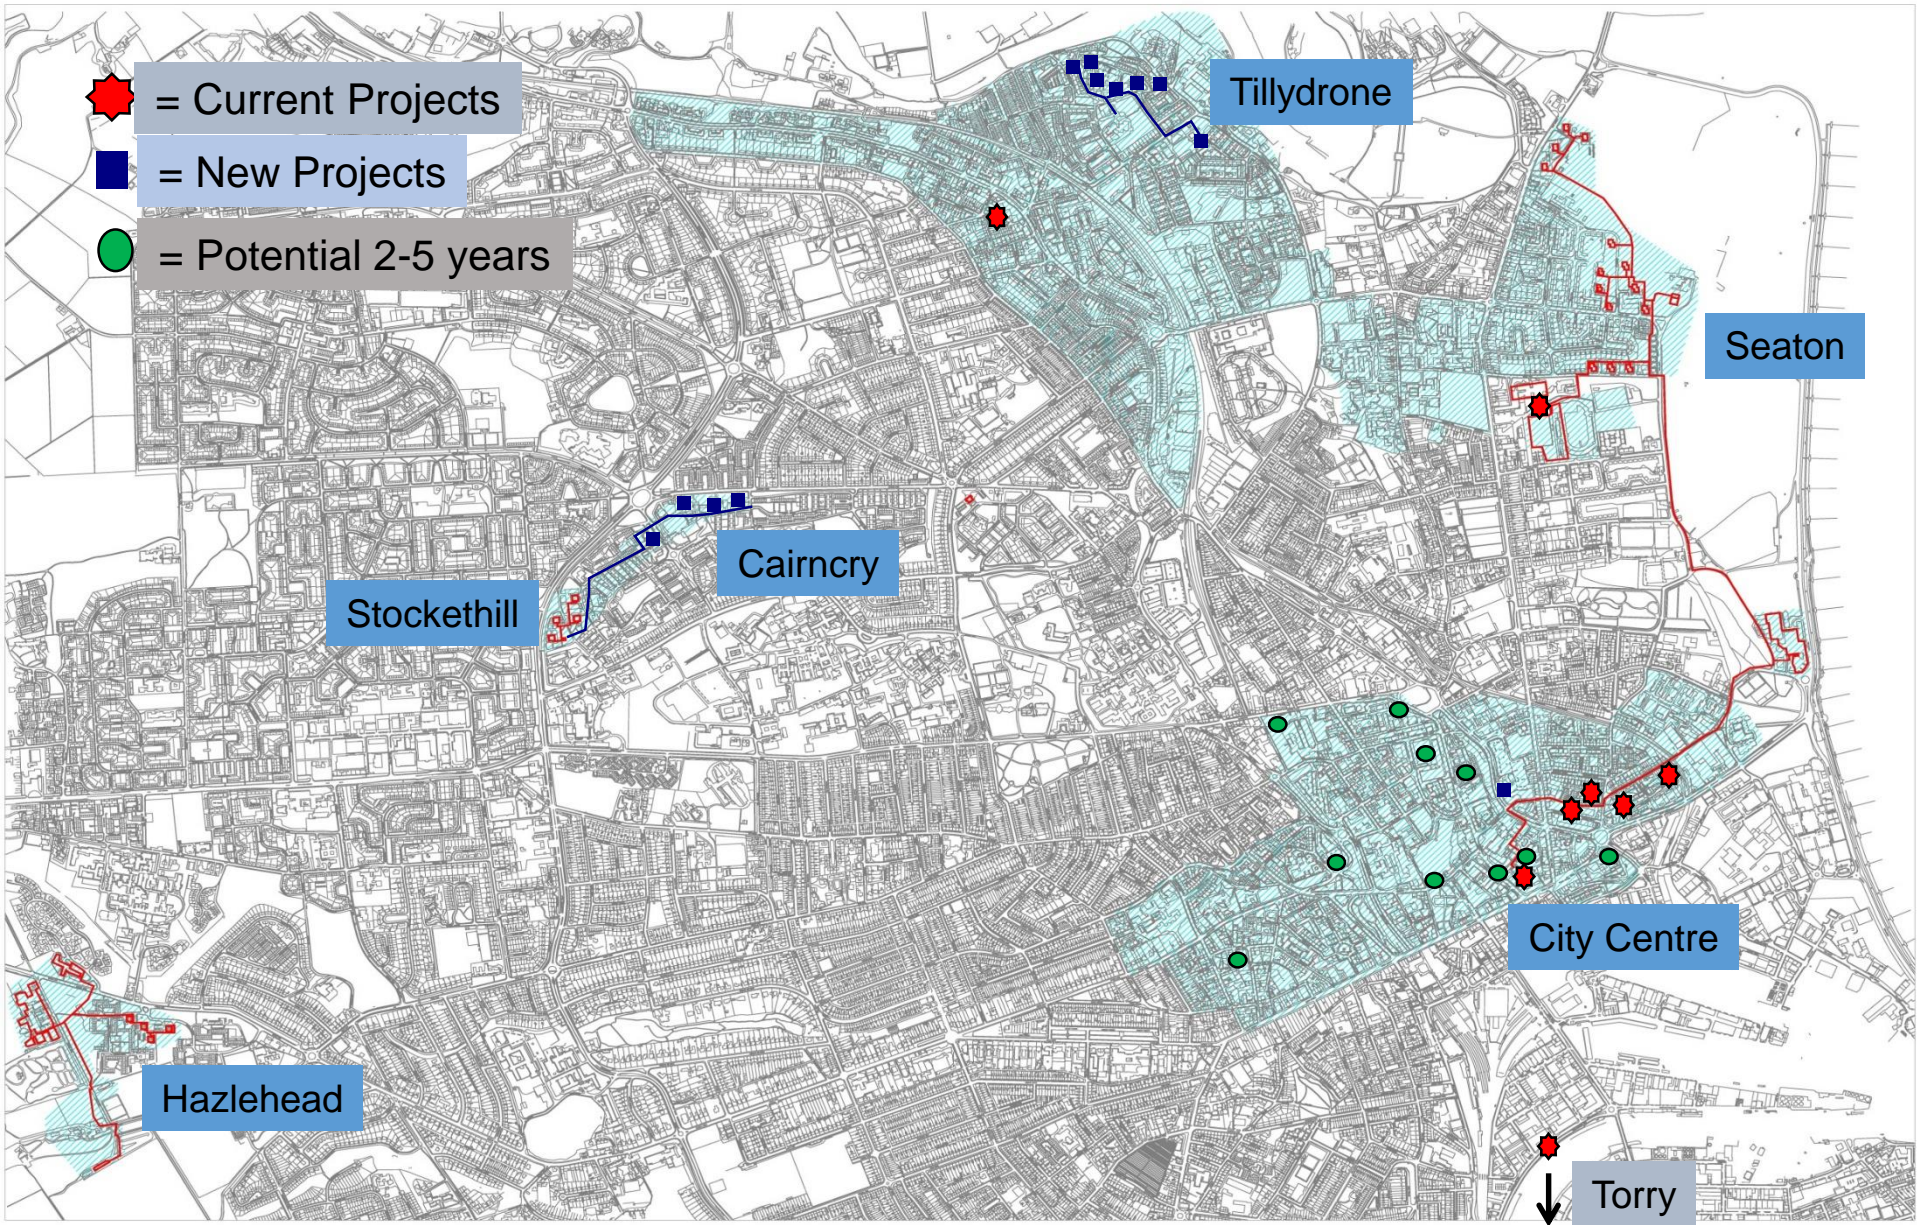 = Current Projects
= New Projects
= Potential 2-5 years
Tillydrone
Seaton
Cairncry
Stockethill
City Centre
Hazlehead
Torry